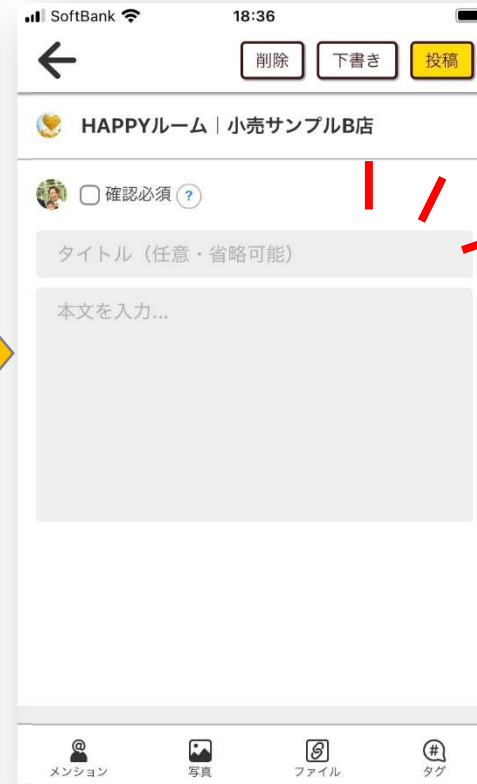 SoftBank 18:36
削除 下書き 投稿
HAPPYルーム｜小売サンプルB店
確認必須 ?
タイトル（任意・省略可能）
本文を入力...
メンション 写真 ファイル タグ